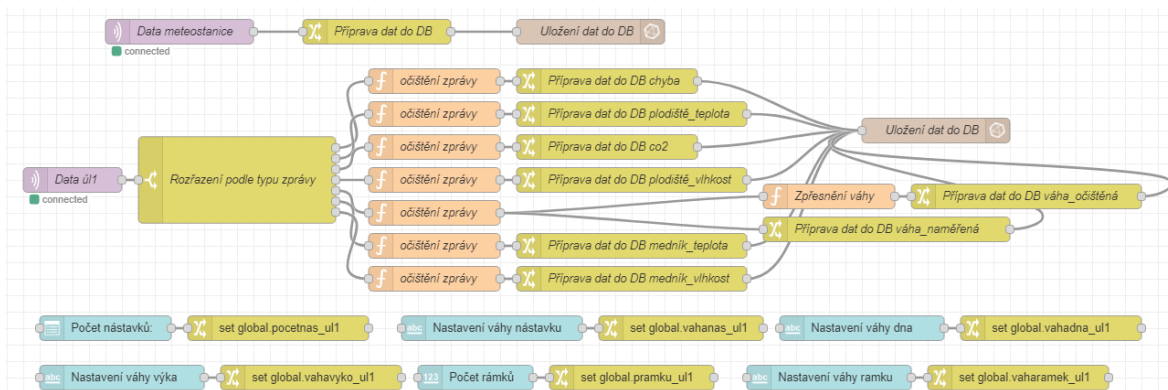 Data meteostanice
Příprava dat do DB
Uložení dat do DB
connected
očištění zprávy
Příprava dat do DB chyba
očištění zprávy
Příprava dat do DB plodiště_teplota
Uložení dat do DB
očištění zprávy
Příprava dat do DB co2
Data úl1
connected
Rozřazení podle typu zprávy
očištění zprávy
Příprava dat do DB plodiště_vlhkost
Zpřesnění váhy
Příprava dat do DB váha_očištěná
očištění zprávy
Příprava dat do DB váha_naměřená
očištění zprávy
Příprava dat do DB medník_teplota
očištění zprávy
Příprava dat do DB medník_vlhkost
Počet nástavků:
set global.pocetnas_ul1
abc
Nastavení váhy nástavku
set global.vahanas_ul1
abc
Nastavení váhy dna
set global.vahadna_ul1
abc
Nastavení váhy výka
set global.vahavyko_ul1
123
Počet rámků
set global.pramku_ul1
abc
Nastavení váhy ramku
set global.vaharamek_ul1